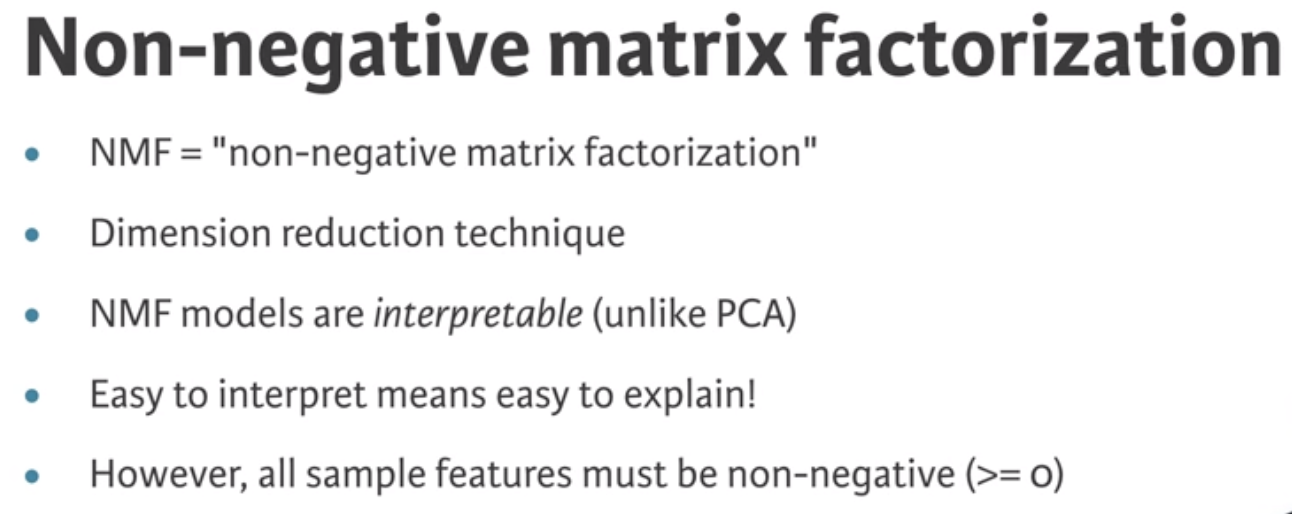 Non-negative matrix factorization
• NMF = "non-negative matrix factorization"
• Dimension reduction technique
• NMF models are interpretable (unlike PCA)
• Easy to interpret means easy to explain!
• However, all sample features must be non-negative (>= 0)